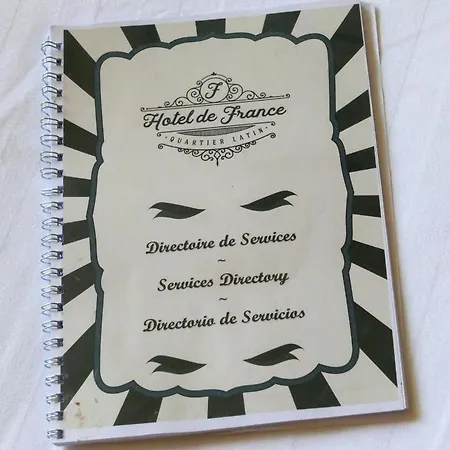 F
Hotel de France
• QUARTIER LATIN •
Directoire de Services
~
Services Directory
~
Directorio de Servicios